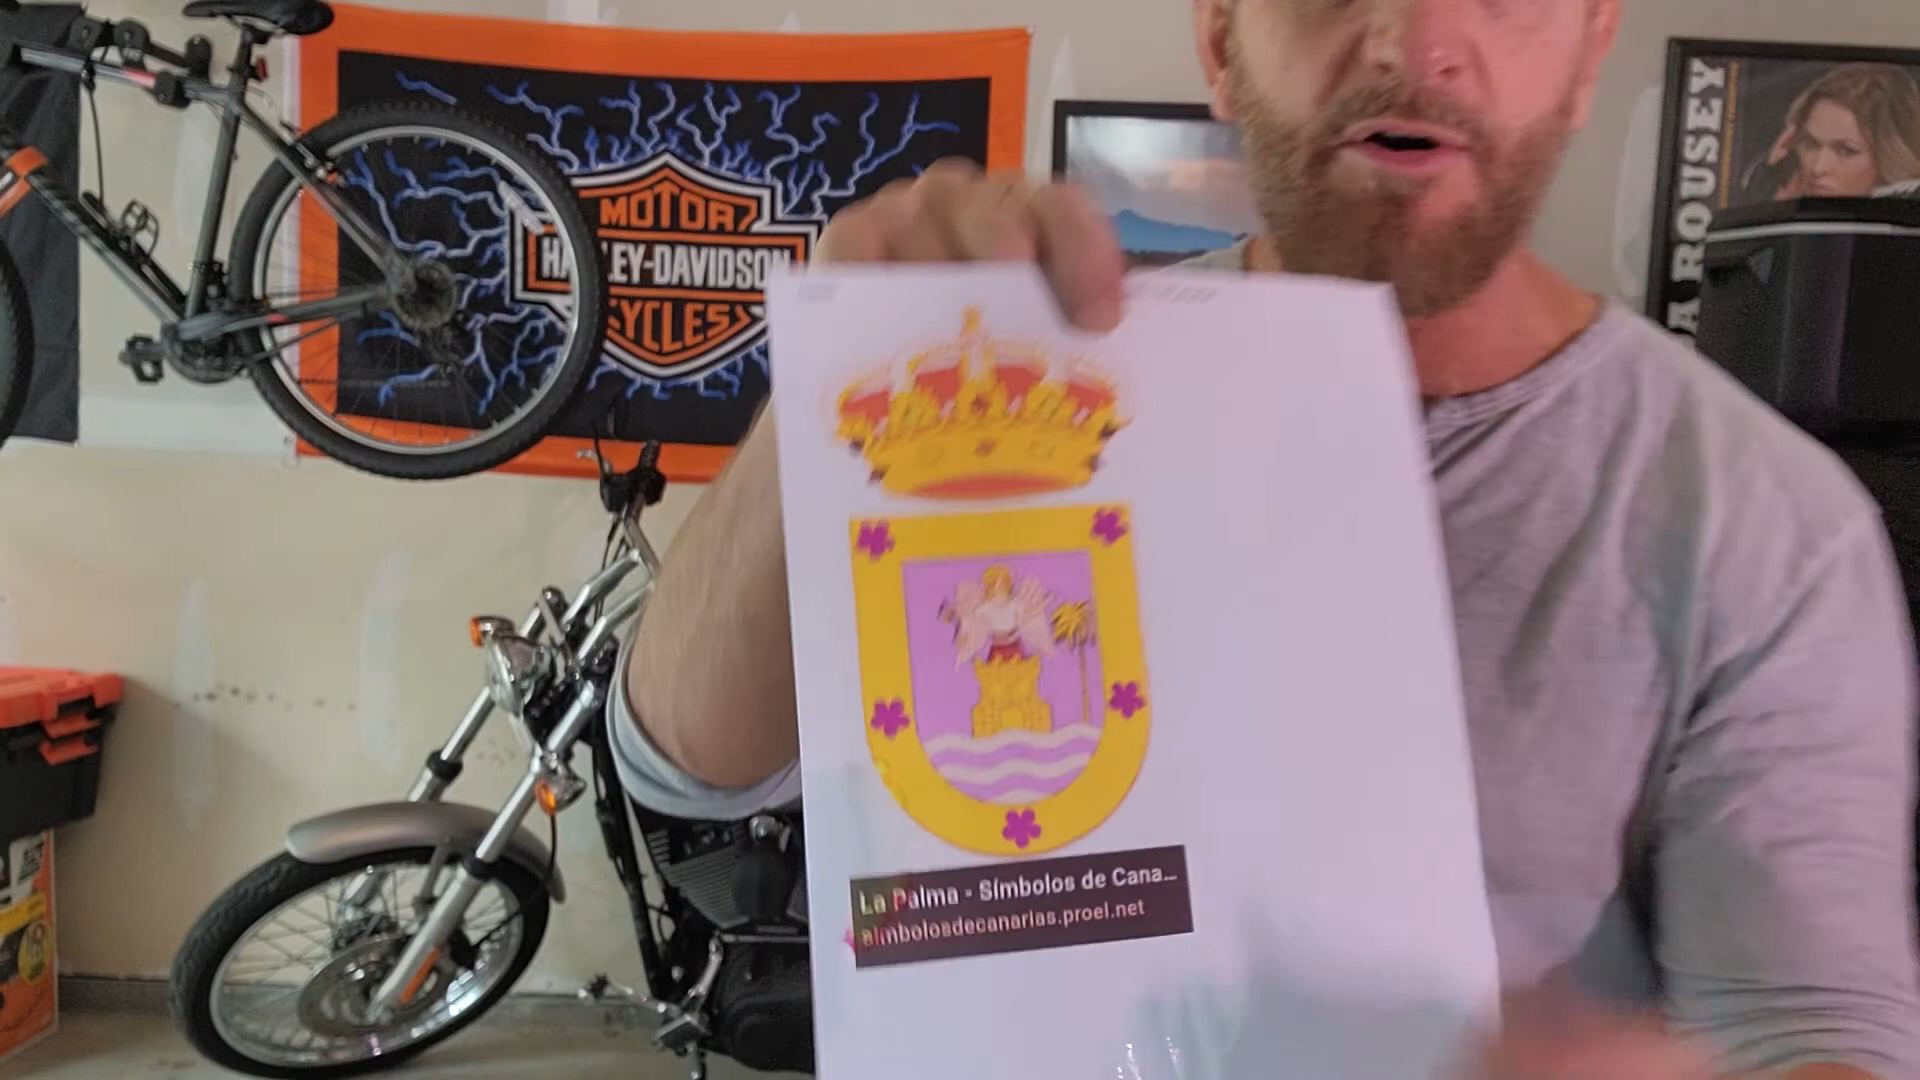 MOTOR
HARLEY-DAVIDSON
CYCLES
A ROUSEY
La Palma - Símbolos de Cana...
simbolosdecanarias.proel.net